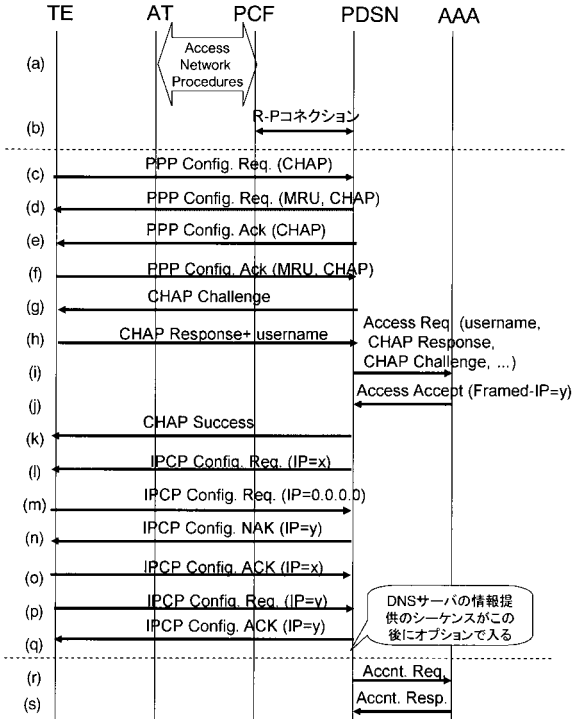 TE AT PCF PDSN AAA
(a) Access
Network
Procedures
(b) R-Pコネクション
(c) PPP Config. Req. (CHAP)
(d) PPP Config. Req. (MRU, CHAP)
(e) PPP Config. Ack (CHAP)
(f) PPP Config. Ack (MRU, CHAP)
(g) CHAP Challenge
(h) CHAP Response+ username
Access Req. (username,
CHAP Response,
CHAP Challenge, ...)
(i)
(j) Access Accept (Framed-IP=y)
(k) CHAP Success
(l) IPCP Config. Req. (IP=x)
(m) IPCP Config. Req. (IP=0.0.0.0)
(n) IPCP Config. NAK (IP=y)
(o) IPCP Config. ACK (IP=x)
(p) IPCP Config. Req. (IP=y)
(q) IPCP Config. ACK (IP=y)
DNSサーバの情報提
供のシーケンスがこの
後にオプションで入る
(r) Accnt. Req.
(s) Accnt. Resp.